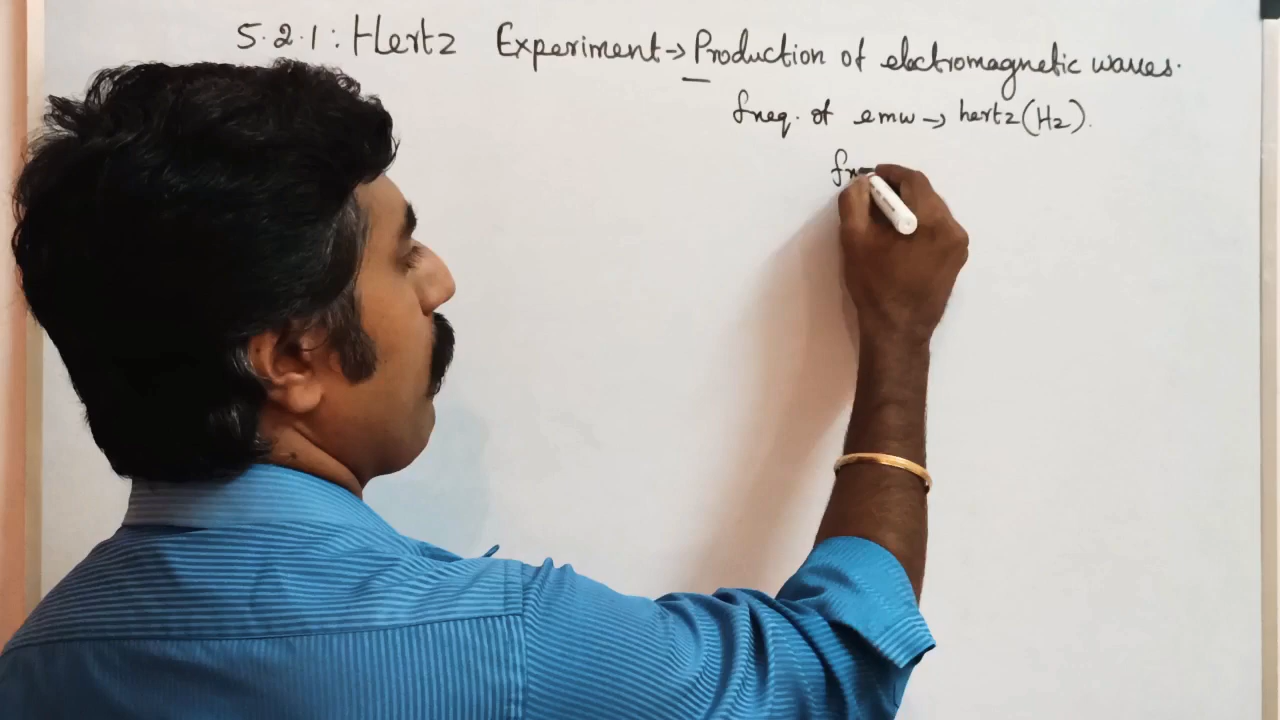 5.2.1: Hertz Experiment → Production of electromagnetic waves.
freq. of emw → hertz (Hz).